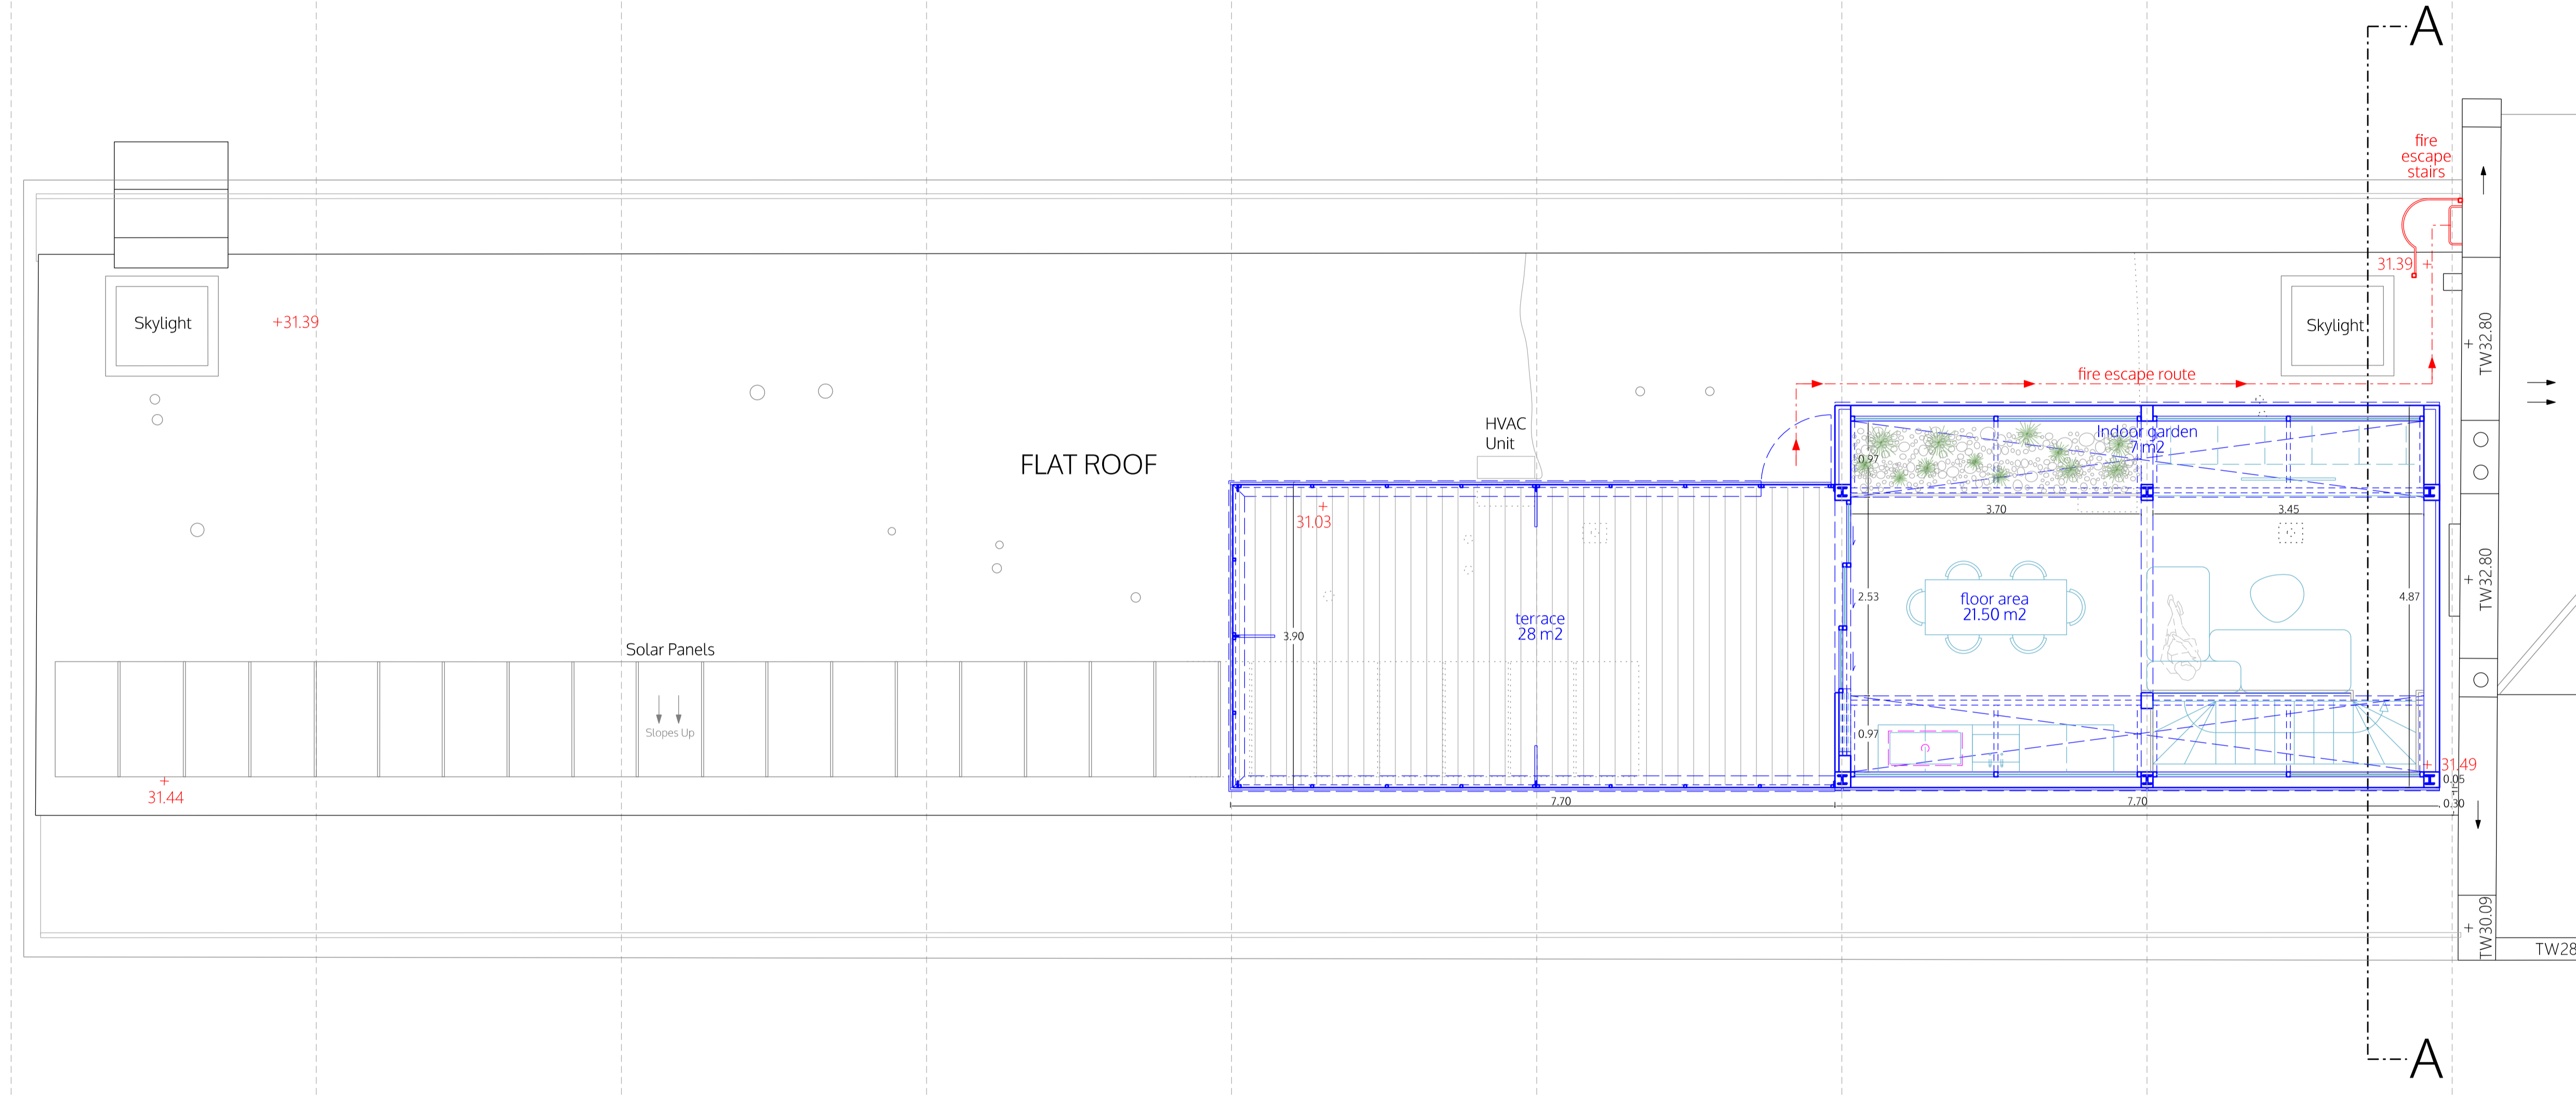 A
fire
escape
stairs
31.39 +
Skylight
+31.39
Skylight
TW32.80
+
fire escape route
HVAC
Unit
Indoor garden
7 m2
0.97
FLAT ROOF
+
31.03
3.70
3.45
2.53
floor area
21.50 m2
4.87
TW32.80
+
terrace
28 m2
3.90
Solar Panels
Slopes Up
0.97
+
31.44
+ 31.49
0.05
7.70
7.70
0.30
TW30.09
+
TW28
A